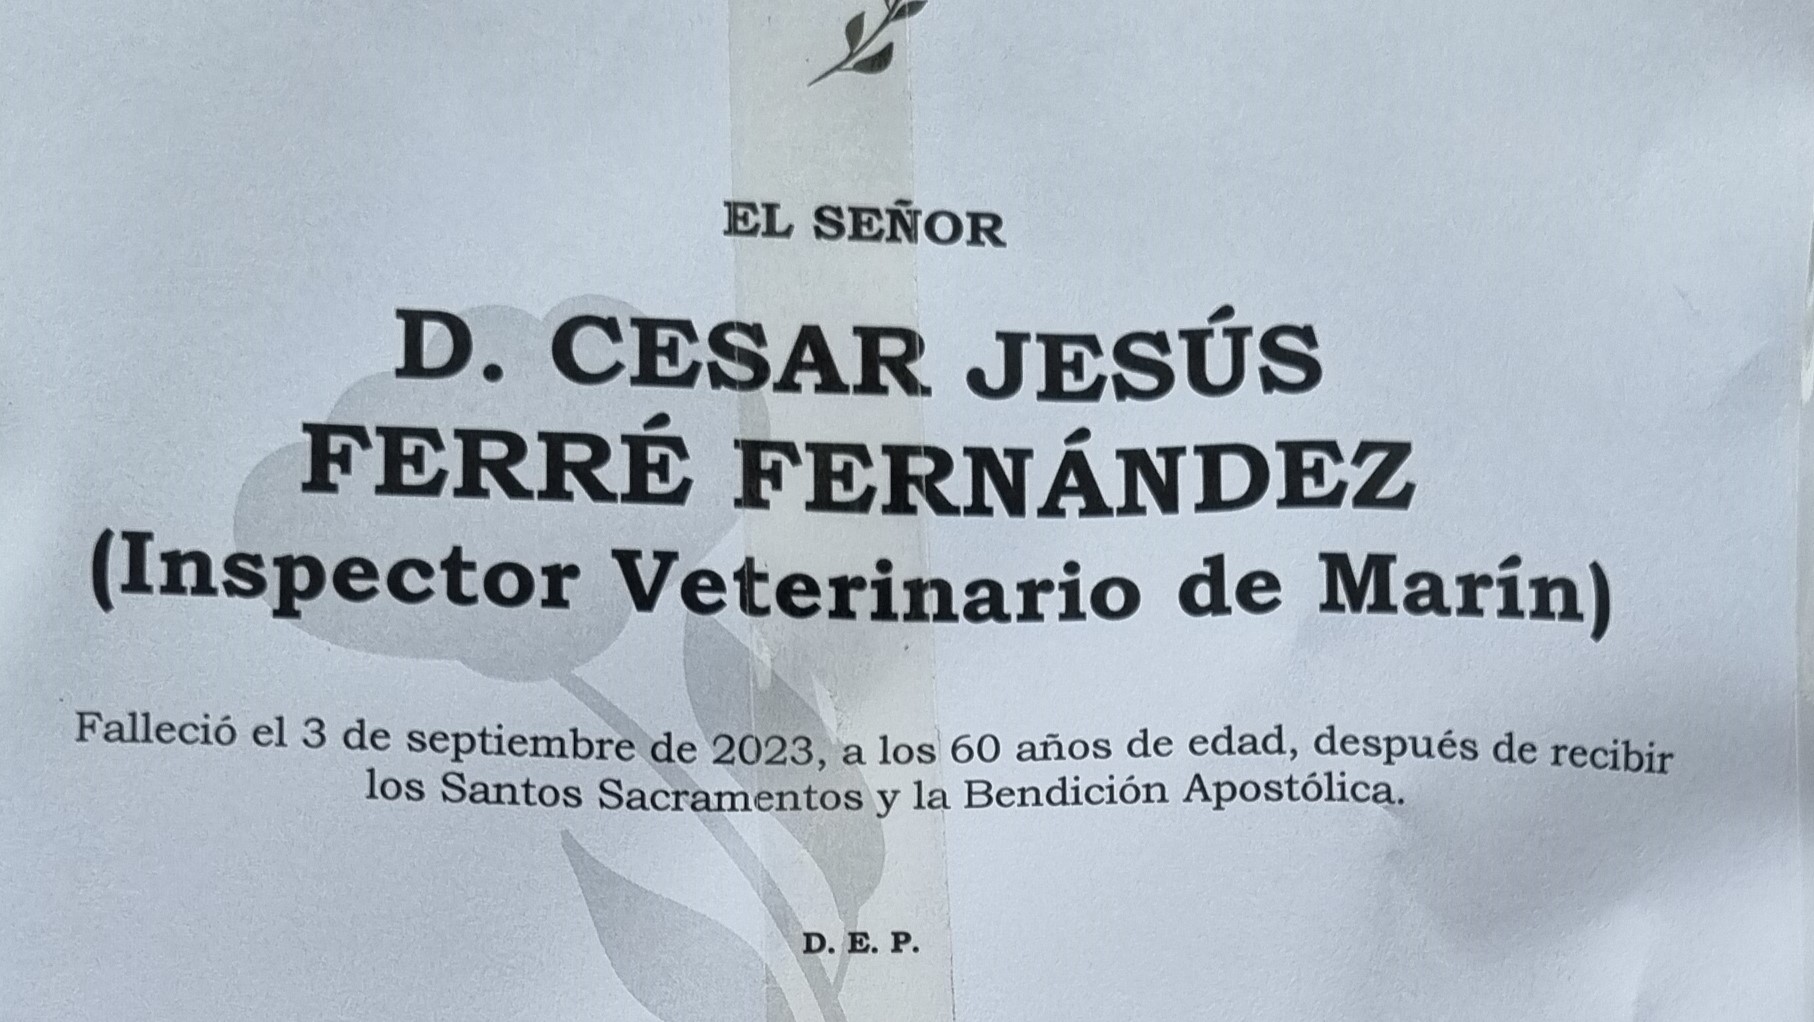 EL SEÑOR
D. CESAR JESÚS
FERRÉ FERNÁNDEZ
(Inspector Veterinario de Marín)
Falleció el 3 de septiembre de 2023, a los 60 años de edad, después de recibir
los Santos Sacramentos y la Bendición Apostólica.
D. E. P.